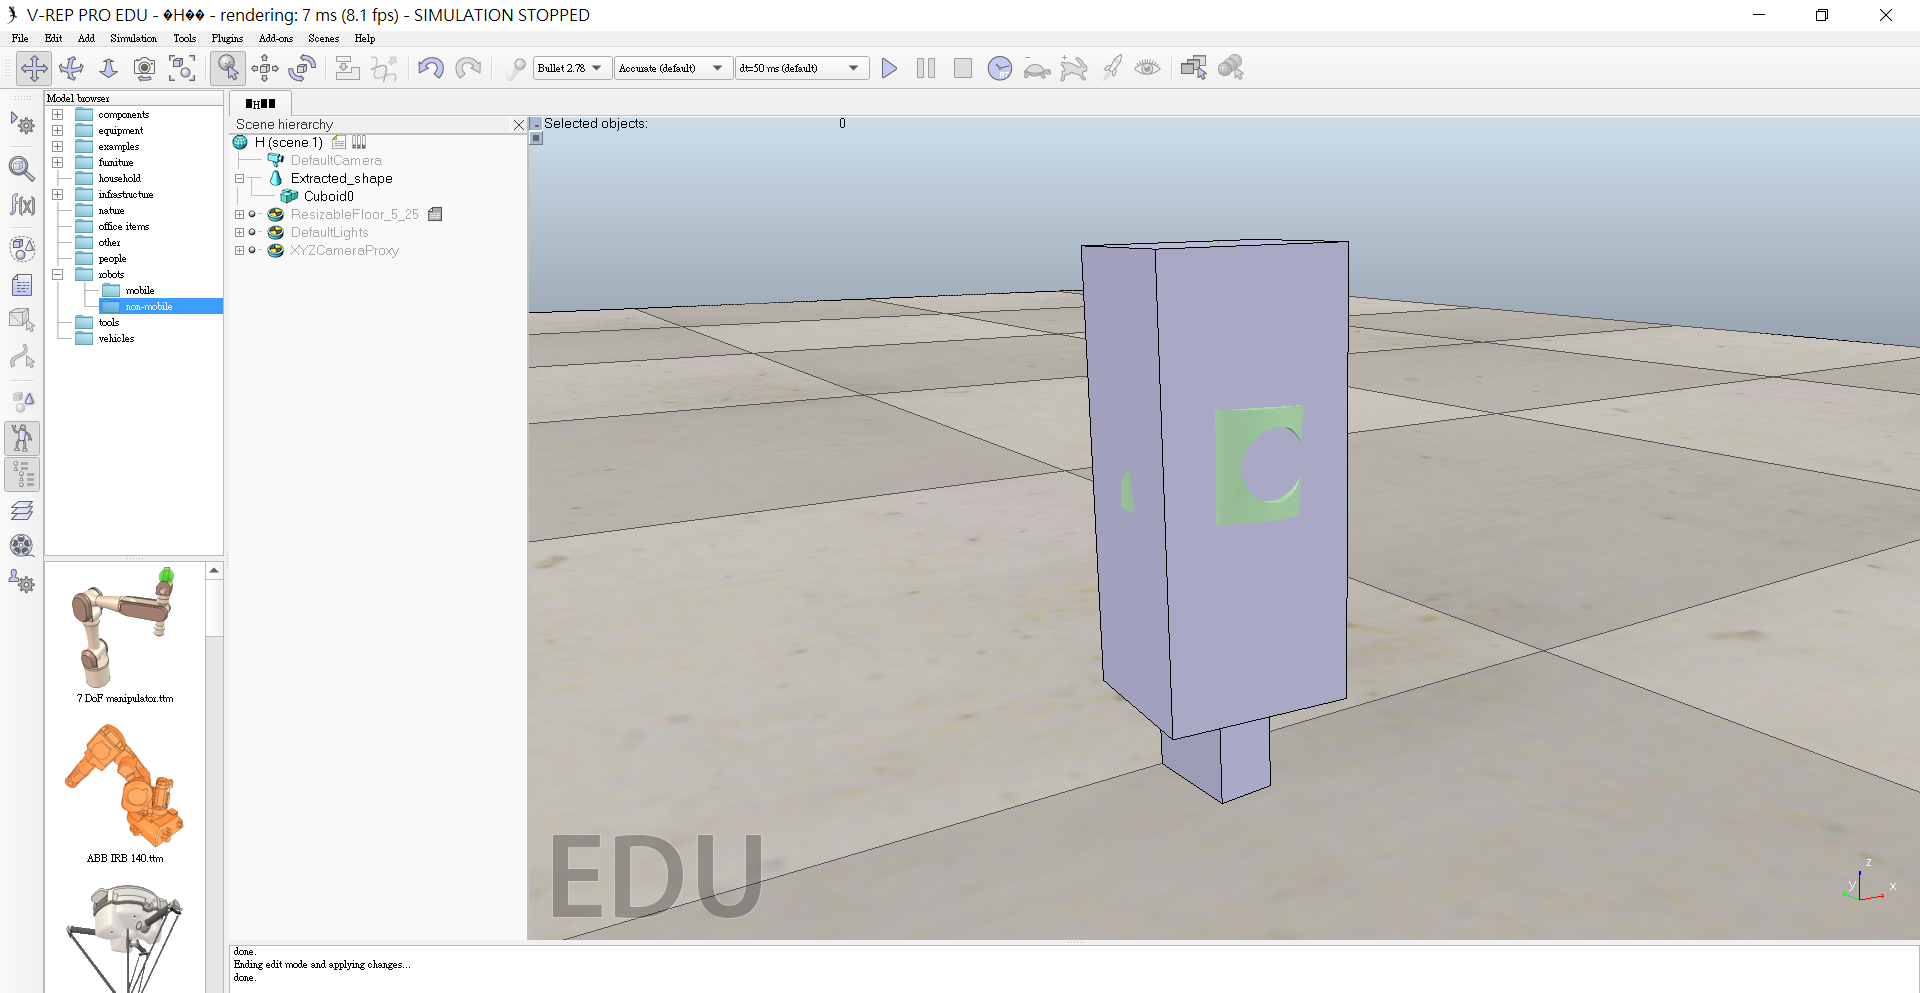 V-REP PRO EDU - �H�� - rendering: 7 ms (8.1 fps) - SIMULATION STOPPED
File Edit Add Simulation Tools Plugins Add-ons Scenes Help
Bullet 2.78 Accurate (default) dt=50 ms (default) RT
Model browser
components
equipment
examples
furniture
household
infrastructure
nature
office items
other
people
robots
mobile
non-mobile
tools
vehicles
7 DoF manipulator.ttm
ABB IRB 140.ttm
■H■■
Scene hierarchy
H (scene 1)
DefaultCamera
Extracted_shape
Cuboid0
ResizableFloor_5_25
DefaultLights
XYZCameraProxy
f(x)
Selected objects: 0
EDU
z
y
x
done.
Ending edit mode and applying changes...
done.